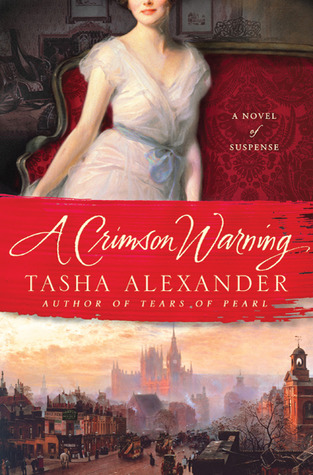 A NOVEL
of
SUSPENSE
A Crimson Warning
TASHA ALEXANDER
AUTHOR OF TEARS OF PEARL